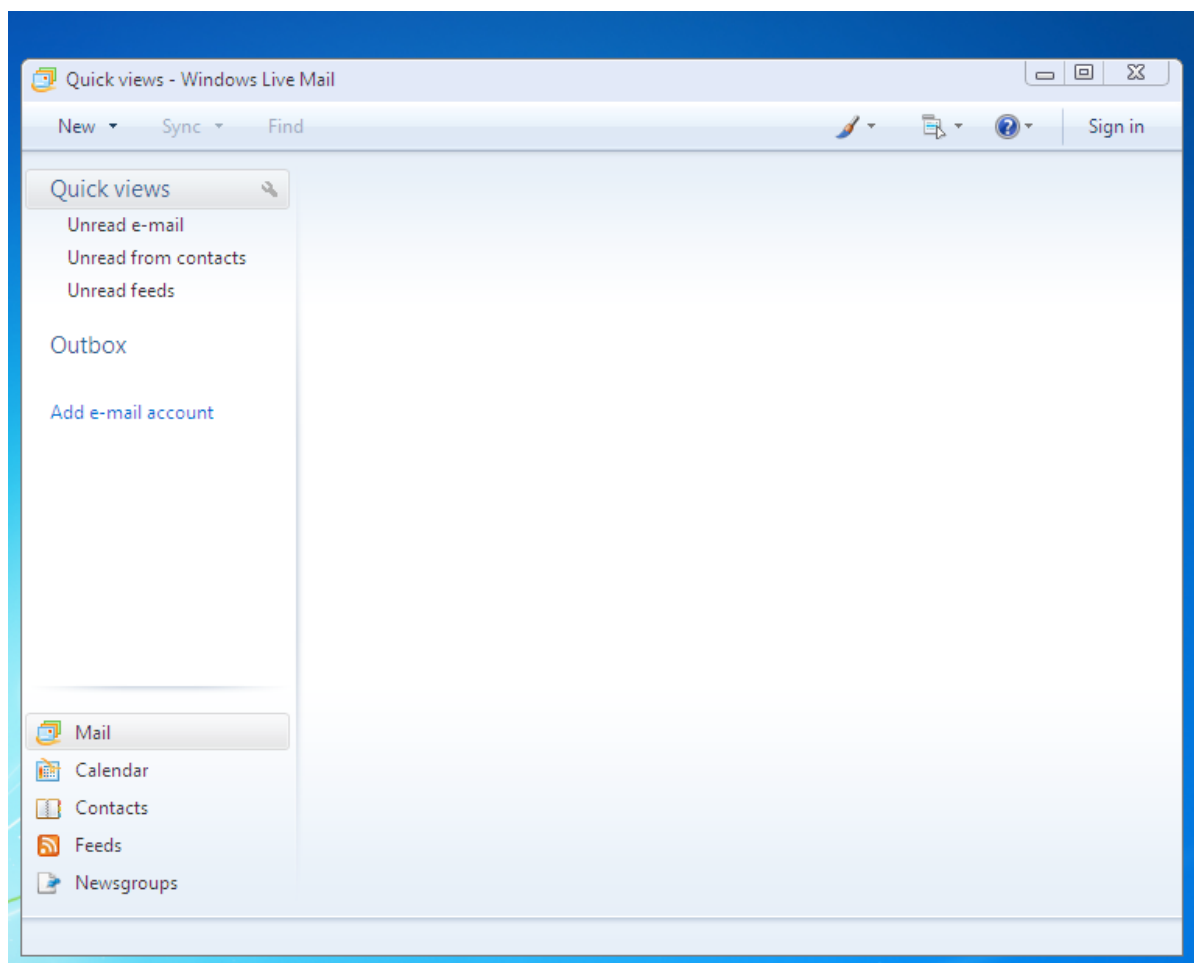 Quick views - Windows Live Mail
New Sync Find Sign in
Quick views
Unread e-mail
Unread from contacts
Unread feeds
Outbox
Add e-mail account
Mail
Calendar
Contacts
Feeds
Newsgroups